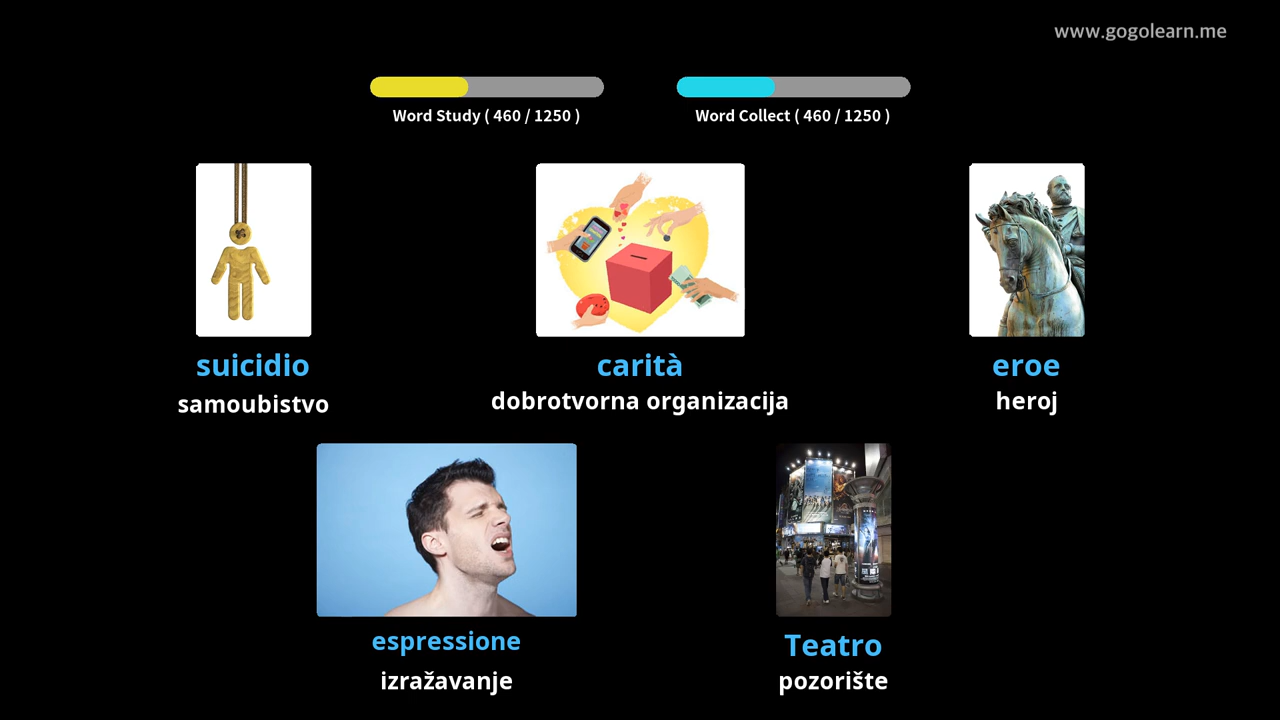 www.gogolearn.me
Word Study ( 460 / 1250 )
Word Collect ( 460 / 1250 )
suicidio
samoubistvo
carità
dobrotvorna organizacija
eroe
heroj
espressione
izražavanje
Teatro
pozorište